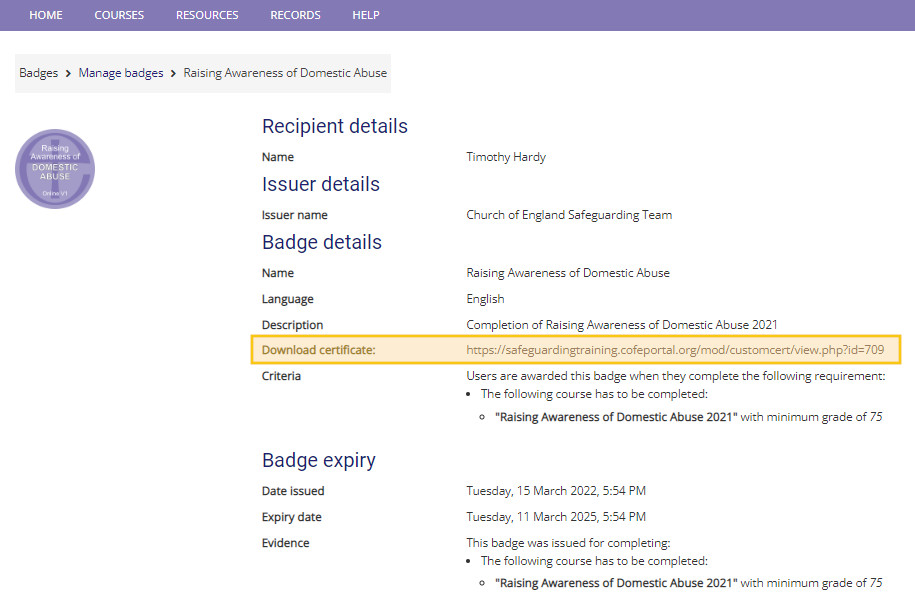 HOME COURSES RESOURCES RECORDS HELP
Badges > Manage badges > Raising Awareness of Domestic Abuse
Raising
Awareness of
DOMESTIC
ABUSE
Online V1
Recipient details
Name Timothy Hardy
Issuer details
Issuer name Church of England Safeguarding Team
Badge details
Name Raising Awareness of Domestic Abuse
Language English
Description Completion of Raising Awareness of Domestic Abuse 2021
Download certificate: https://safeguardingtraining.cofeportal.org/mod/customcert/view.php?id=709
Criteria Users are awarded this badge when they complete the following requirement:
• The following course has to be completed:
◦ "Raising Awareness of Domestic Abuse 2021" with minimum grade of 75
Badge expiry
Date issued Tuesday, 15 March 2022, 5:54 PM
Expiry date Tuesday, 11 March 2025, 5:54 PM
Evidence This badge was issued for completing:
• The following course has to be completed:
◦ "Raising Awareness of Domestic Abuse 2021" with minimum grade of 75